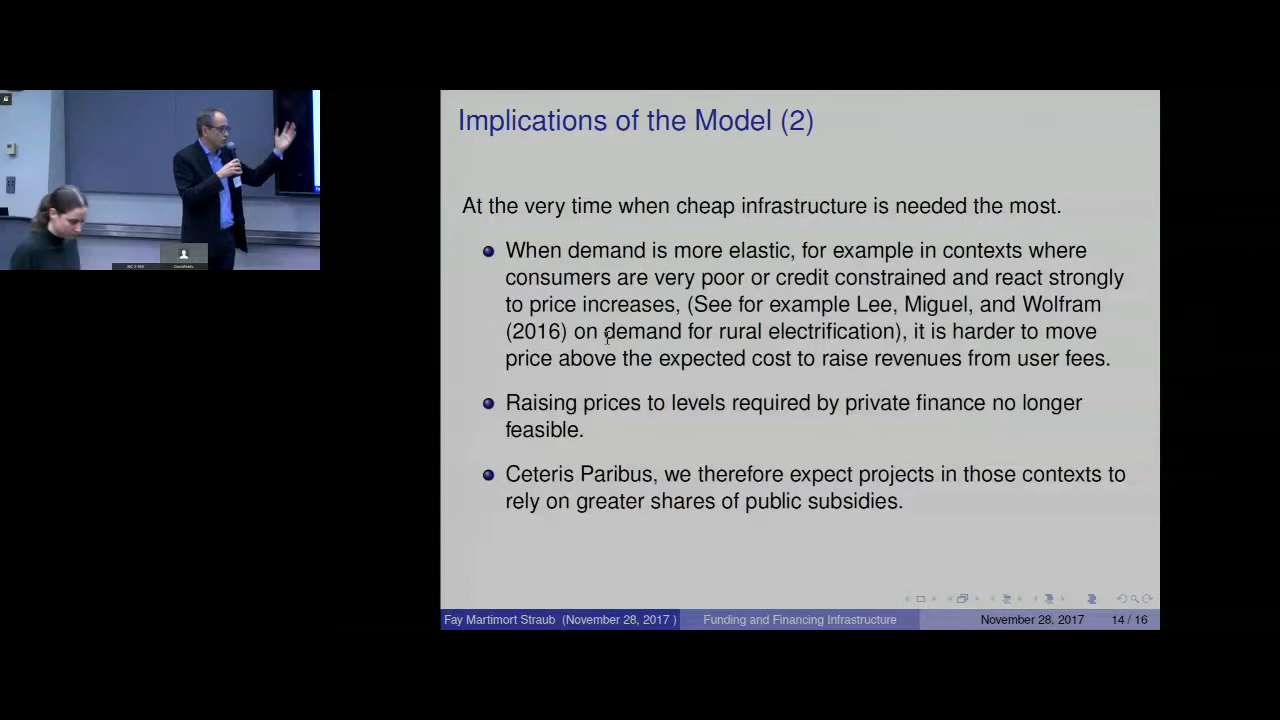 Implications of the Model (2)
At the very time when cheap infrastructure is needed the most.
When demand is more elastic, for example in contexts where
consumers are very poor or credit constrained and react strongly
to price increases, (See for example Lee, Miguel, and Wolfram
(2016) on demand for rural electrification), it is harder to move
price above the expected cost to raise revenues from user fees.
Raising prices to levels required by private finance no longer
feasible.
Ceteris Paribus, we therefore expect projects in those contexts to
rely on greater shares of public subsidies.
Fay Martimort Straub (November 28, 2017 ) Funding and Financing Infrastructure November 28, 2017 14 / 16